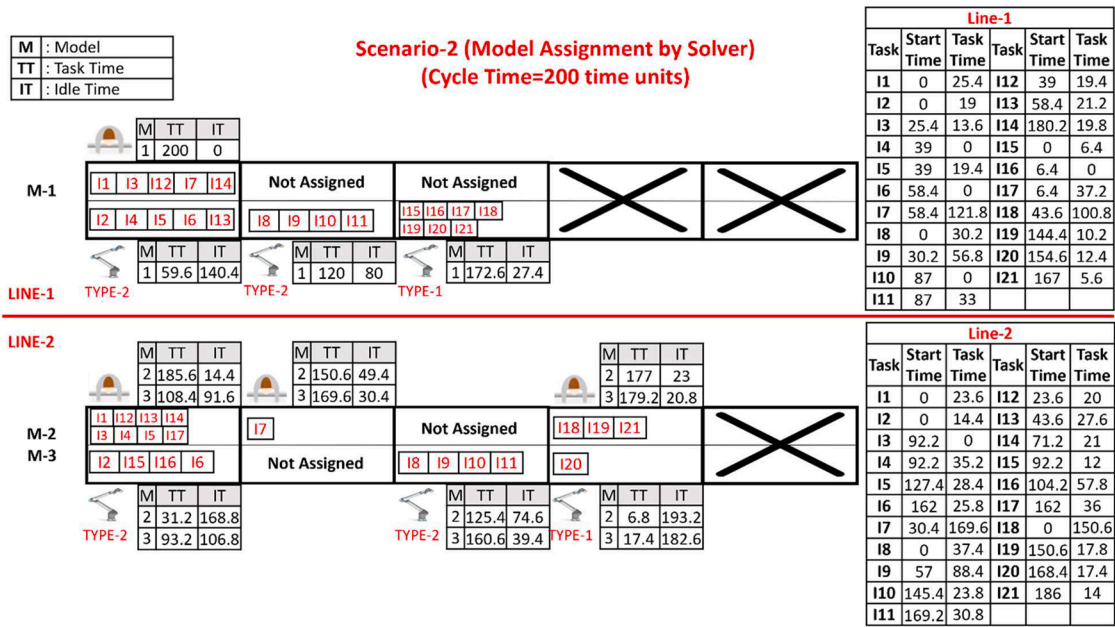 M : Model
TT : Task Time
IT : Idle Time
Scenario-2 (Model Assignment by Solver)
(Cycle Time=200 time units)
M TT IT
1 200 0
M-1
I1 I3 I12 I7 I14
Not Assigned
Not Assigned
I2 I4 I5 I6 I13
I8 I9 I10 I11
I15 I16 I17 I18
I19 I20 I21
M TT IT
1 59.6 140.4
M TT IT
1 120 80
M TT IT
1 172.6 27.4
LINE-1
TYPE-2
TYPE-2
TYPE-1
Line-1
Task Start Time Task Time Task Start Time Task Time
I1 0 25.4 I12 39 19.4
I2 0 19 I13 58.4 21.2
I3 25.4 13.6 I14 180.2 19.8
I4 39 0 I15 0 6.4
I5 39 19.4 I16 6.4 0
I6 58.4 0 I17 6.4 37.2
I7 58.4 121.8 I18 43.6 100.8
I8 0 30.2 I19 144.4 10.2
I9 30.2 56.8 I20 154.6 12.4
I10 87 0 I21 167 5.6
I11 87 33
LINE-2
M TT IT
2 185.6 14.4
3 108.4 91.6
M TT IT
2 150.6 49.4
3 169.6 30.4
M TT IT
2 177 23
3 179.2 20.8
M-2
M-3
I1 I12 I13 I14
I3 I4 I5 I17
I7
Not Assigned
I18 I19 I21
I2 I15 I16 I6
Not Assigned
I8 I9 I10 I11
I20
M TT IT
2 31.2 168.8
3 93.2 106.8
M TT IT
2 125.4 74.6
3 160.6 39.4
M TT IT
2 6.8 193.2
3 17.4 182.6
TYPE-2
TYPE-2
TYPE-1
Line-2
Task Start Time Task Time Task Start Time Task Time
I1 0 23.6 I12 23.6 20
I2 0 14.4 I13 43.6 27.6
I3 92.2 0 I14 71.2 21
I4 92.2 35.2 I15 92.2 12
I5 127.4 28.4 I16 104.2 57.8
I6 162 25.8 I17 162 36
I7 30.4 169.6 I18 0 150.6
I8 0 37.4 I19 150.6 17.8
I9 57 88.4 I20 168.4 17.4
I10 145.4 23.8 I21 186 14
I11 169.2 30.8